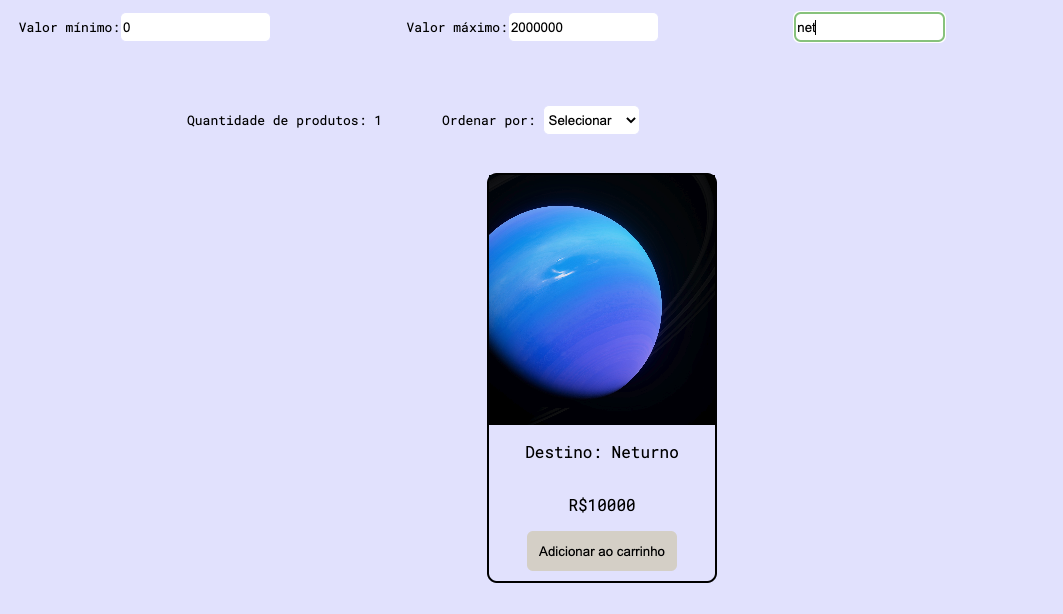 Valor mínimo: 0 Valor máximo: 2000000 net
Quantidade de produtos: 1 Ordenar por: Selecionar
Destino: Neturno
R$10000
Adicionar ao carrinho